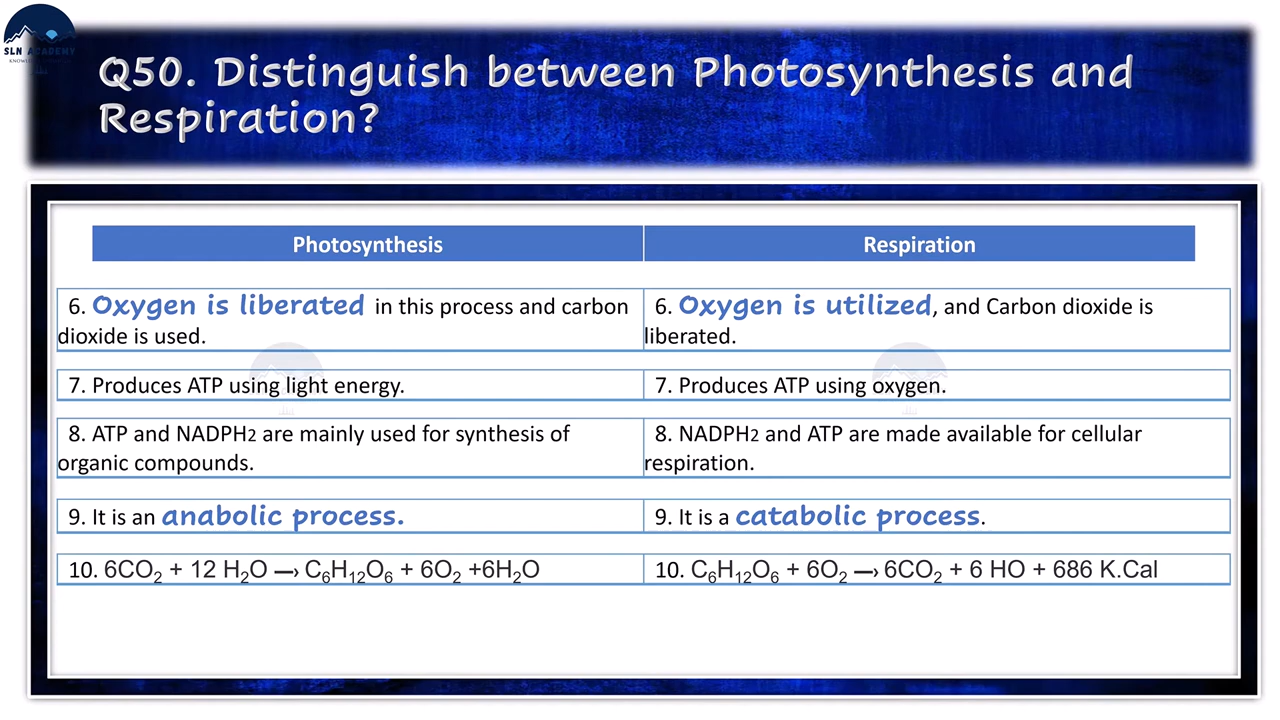 SLN ACADEMY
Q50. Distinguish between Photosynthesis and
Respiration?
Photosynthesis
Respiration
6. Oxygen is liberated in this process and carbon
dioxide is used.
6. Oxygen is utilized, and Carbon dioxide is
liberated.
7. Produces ATP using light energy.
7. Produces ATP using oxygen.
8. ATP and NADPH2 are mainly used for synthesis of
organic compounds.
8. NADPH2 and ATP are made available for cellular
respiration.
9. It is an anabolic process.
9. It is a catabolic process.
10. 6CO₂ + 12 H₂O —› C₆H₁₂O₆ + 6O₂ +6H₂O
10. C₆H₁₂O₆ + 6O₂ —› 6CO₂ + 6 HO + 686 K.Cal